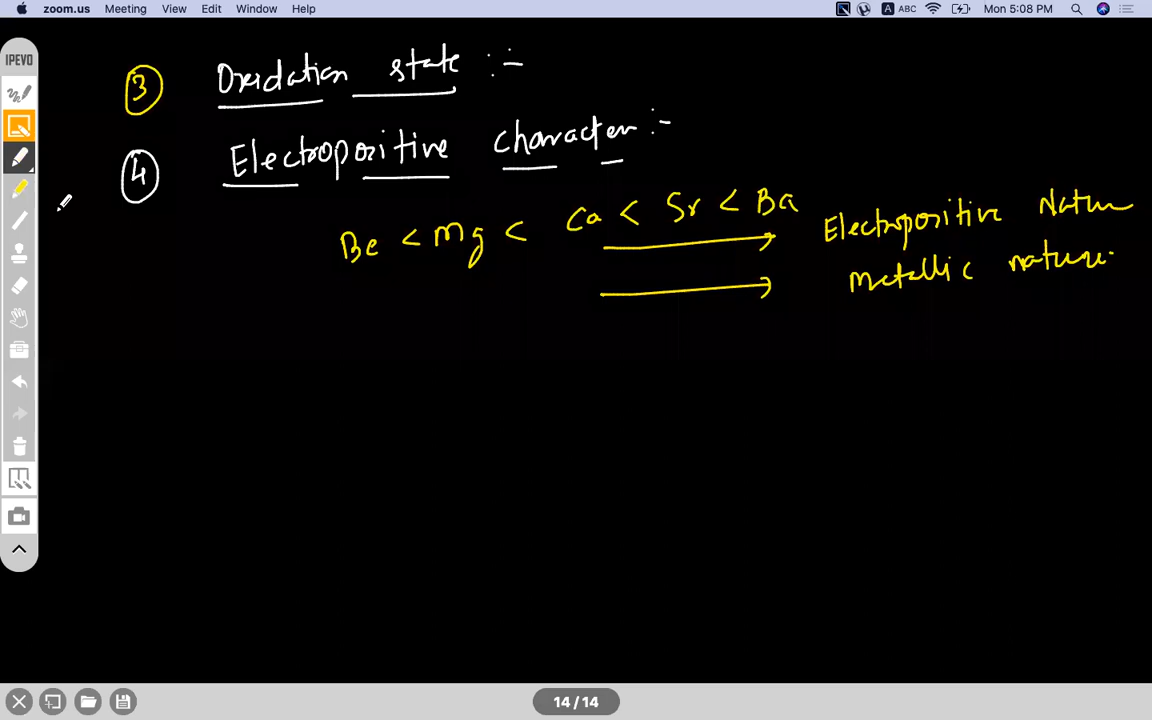 zoom.us Meeting View Edit Window Help A ABC Mon 5:08 PM
IPEVO
3 Oxidation state :-
4 Electropositive character :-
Be < Mg < Ca < Sr < Ba Electropositive Nature
metallic nature.
14 / 14